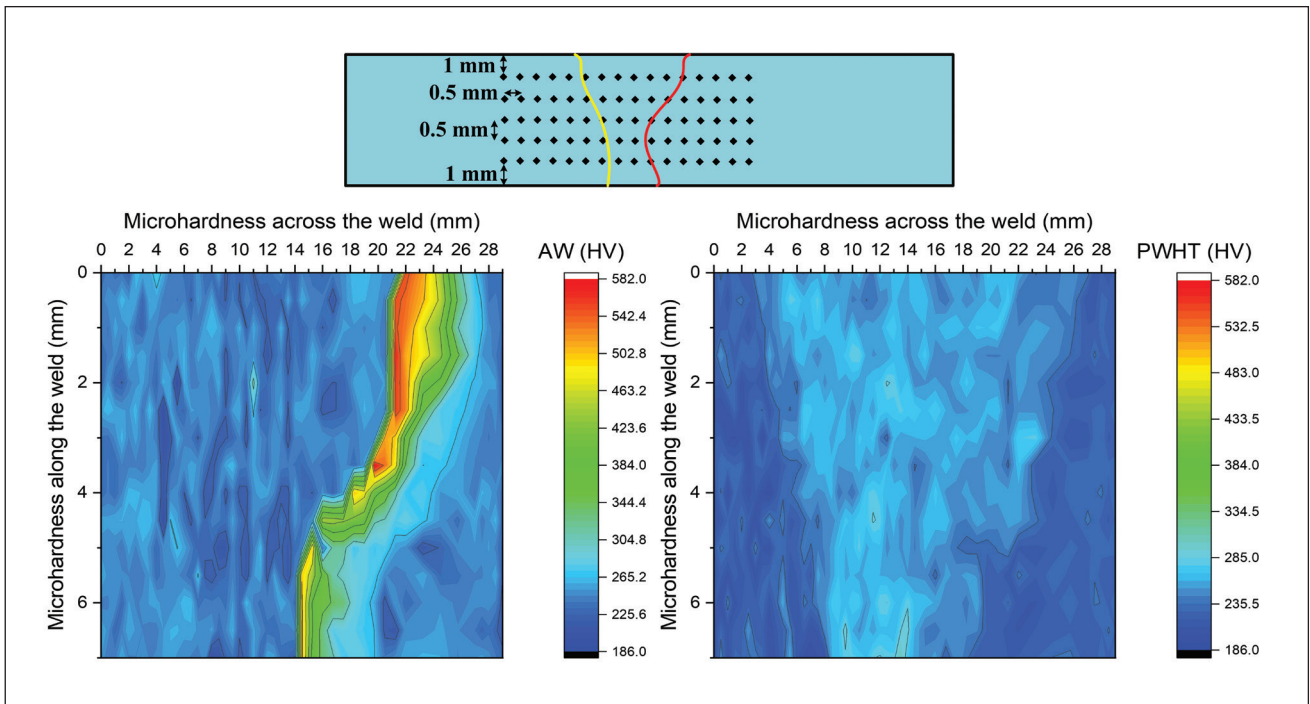 1 mm
0.5 mm
0.5 mm
1 mm
Microhardness across the weld (mm)
0 2 4 6 8 10 12 14 16 18 20 22 24 26 28
Microhardness along the weld (mm)
0
2
4
6
AW (HV)
582.0
542.4
502.8
463.2
423.6
384.0
344.4
304.8
265.2
225.6
186.0
Microhardness across the weld (mm)
0 2 4 6 8 10 12 14 16 18 20 22 24 26 28
Microhardness along the weld (mm)
0
2
4
6
PWHT (HV)
582.0
532.5
483.0
433.5
384.0
334.5
285.0
235.5
186.0